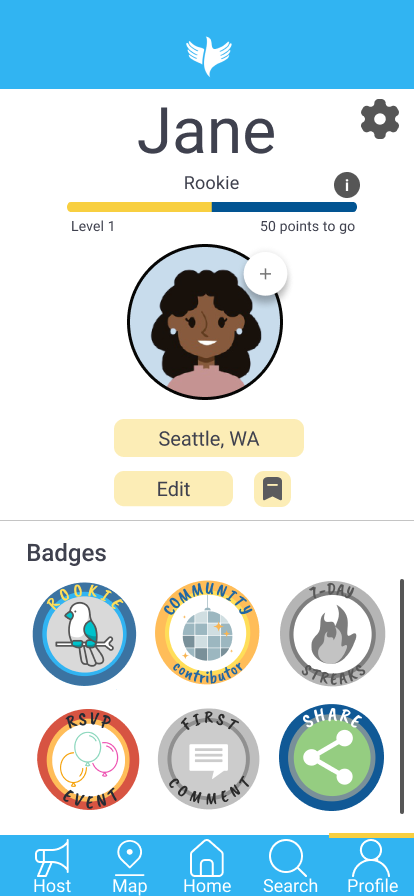 Jane
Rookie
i
Level 1 50 points to go
+
Seattle, WA
Edit
Badges
ROOKIE
COMMUNITY
contributor
7-DAY
STREAKS
RSVP
EVENT
FIRST
COMMENT
SHARE
Host Map Home Search Profile